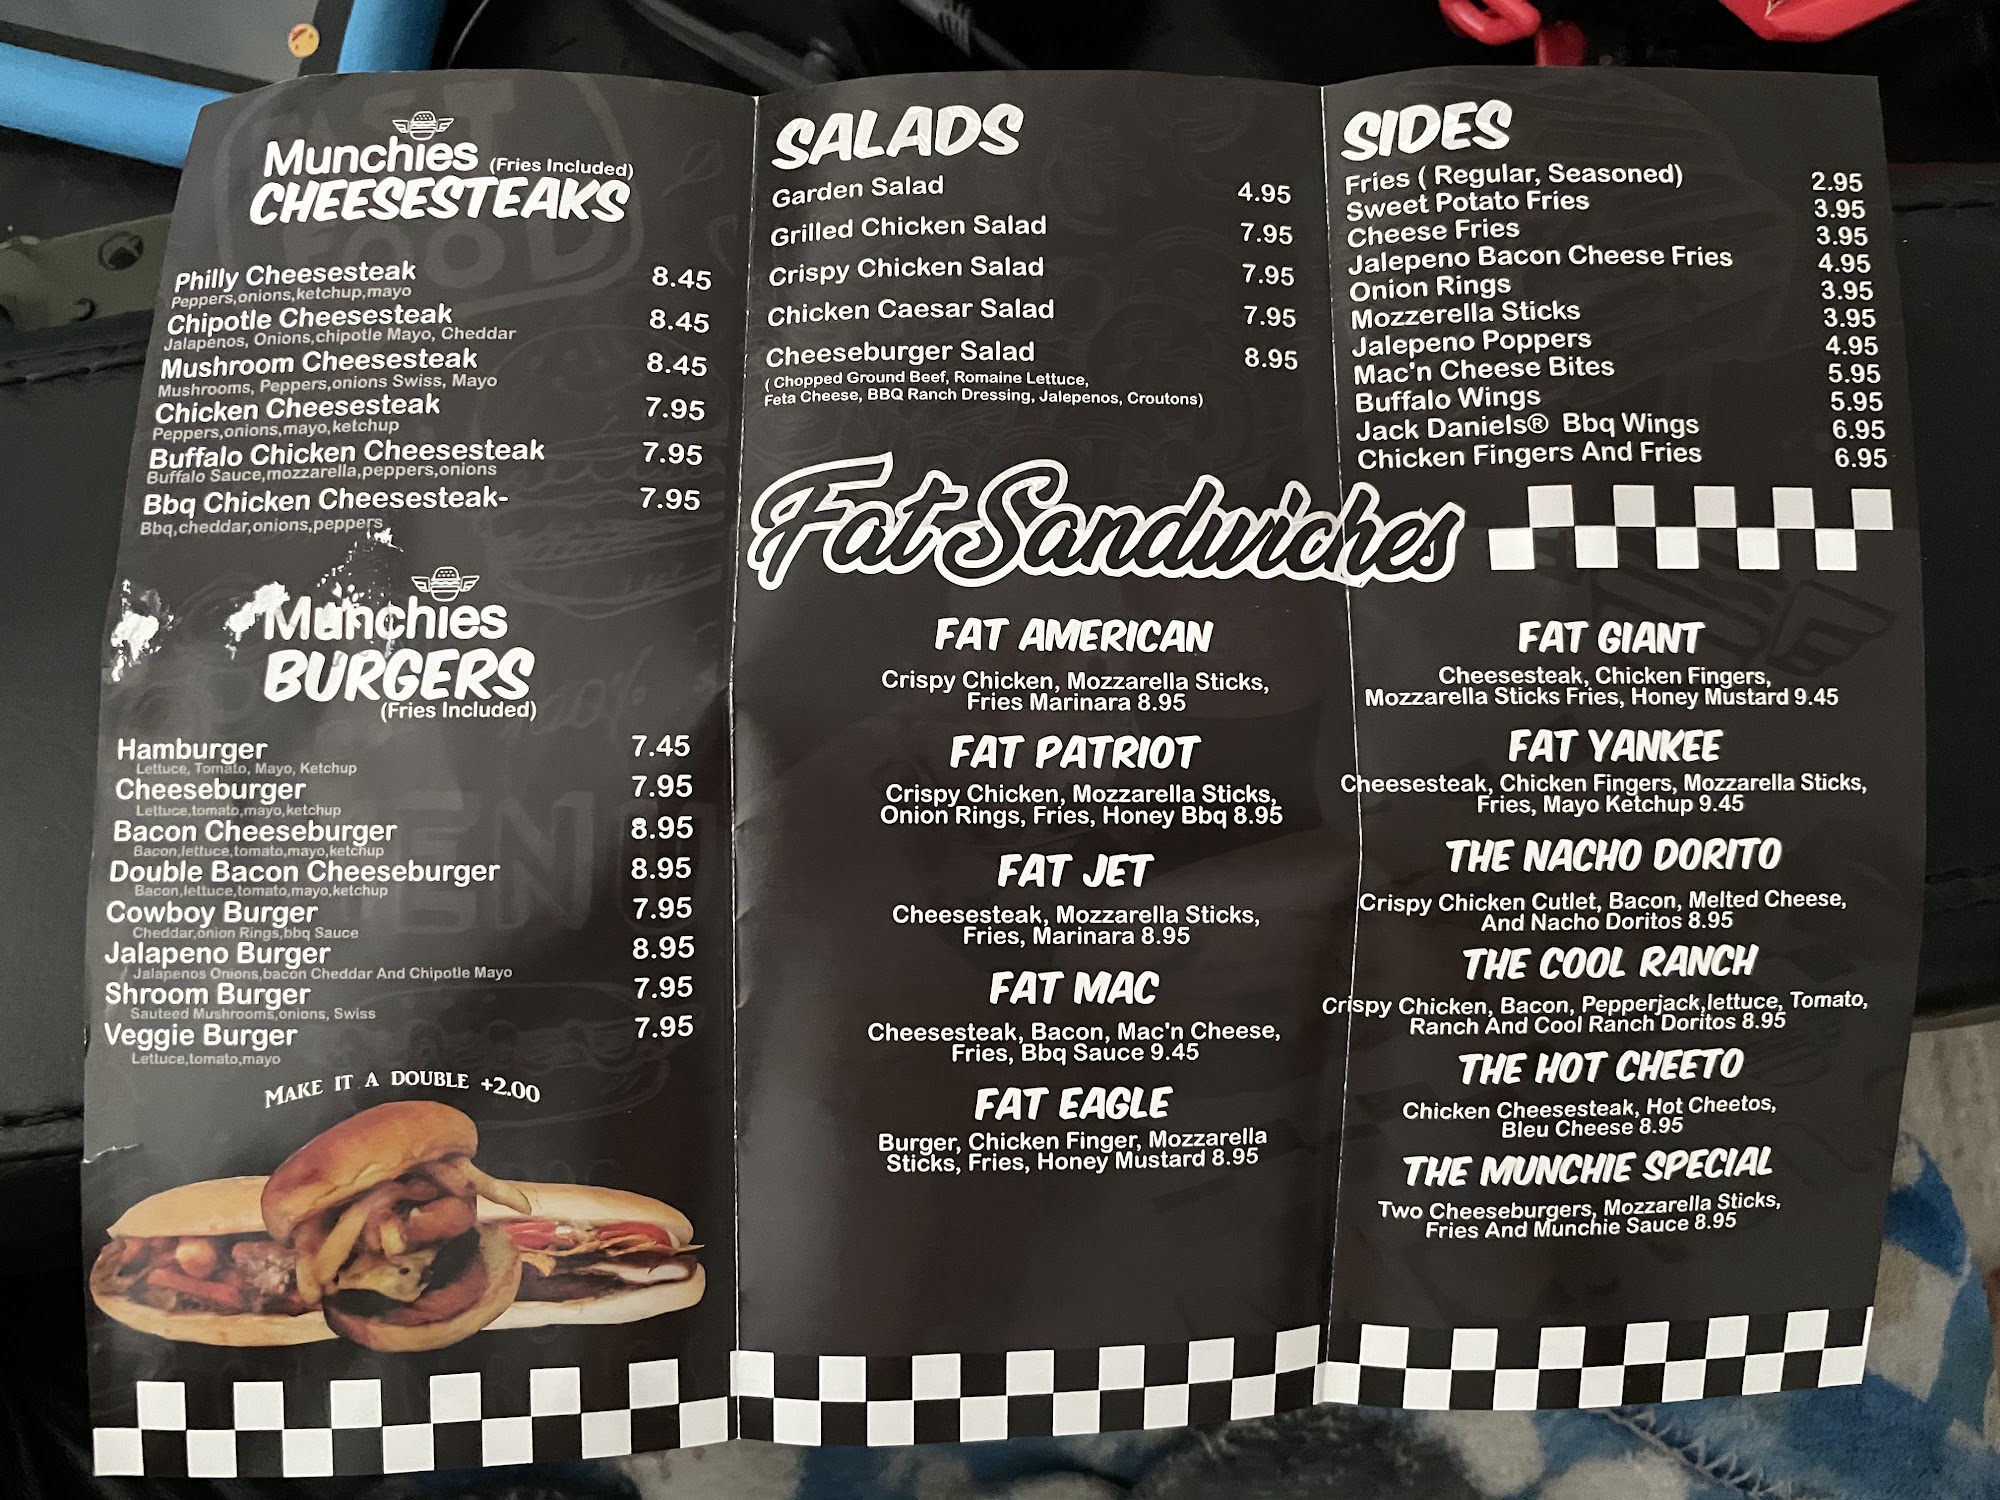 Munchies (Fries Included)
CHEESESTEAKS
Philly Cheesesteak 8.45
Peppers,onions,ketchup,mayo
Chipotle Cheesesteak 8.45
Jalapenos, Onions,chipotle Mayo, Cheddar
Mushroom Cheesesteak 8.45
Mushrooms, Peppers,onions Swiss, Mayo
Chicken Cheesesteak 7.95
Peppers,onions,mayo,ketchup
Buffalo Chicken Cheesesteak 7.95
Buffalo Sauce,mozzarella,peppers,onions
Bbq Chicken Cheesesteak- 7.95
Bbq,cheddar,onions,peppers
Munchies
BURGERS
(Fries Included)
Hamburger 7.45
Lettuce, Tomato, Mayo, Ketchup
Cheeseburger 7.95
Lettuce,tomato,mayo,ketchup
Bacon Cheeseburger 8.95
Bacon,lettuce,tomato,mayo,ketchup
Double Bacon Cheeseburger 8.95
Bacon,lettuce,tomato,mayo,ketchup
Cowboy Burger 7.95
Cheddar,onion Rings,bbq Sauce
Jalapeno Burger 8.95
Jalapenos Onions,bacon Cheddar And Chipotle Mayo
Shroom Burger 7.95
Sauteed Mushrooms,onions, Swiss
Veggie Burger 7.95
Lettuce,tomato,mayo
MAKE IT A DOUBLE +2.00
SALADS
Garden Salad 4.95
Grilled Chicken Salad 7.95
Crispy Chicken Salad 7.95
Chicken Caesar Salad 7.95
Cheeseburger Salad 8.95
( Chopped Ground Beef, Romaine Lettuce,
Feta Cheese, BBQ Ranch Dressing, Jalepenos, Croutons)
SIDES
Fries ( Regular, Seasoned) 2.95
Sweet Potato Fries 3.95
Cheese Fries 3.95
Jalepeno Bacon Cheese Fries 4.95
Onion Rings 3.95
Mozzerella Sticks 3.95
Jalepeno Poppers 4.95
Mac'n Cheese Bites 5.95
Buffalo Wings 5.95
Jack Daniels® Bbq Wings 6.95
Chicken Fingers And Fries 6.95
Fat Sandwiches
FAT AMERICAN
Crispy Chicken, Mozzarella Sticks,
Fries Marinara 8.95
FAT PATRIOT
Crispy Chicken, Mozzarella Sticks,
Onion Rings, Fries, Honey Bbq 8.95
FAT JET
Cheesesteak, Mozzarella Sticks,
Fries, Marinara 8.95
FAT MAC
Cheesesteak, Bacon, Mac'n Cheese,
Fries, Bbq Sauce 9.45
FAT EAGLE
Burger, Chicken Finger, Mozzarella
Sticks, Fries, Honey Mustard 8.95
FAT GIANT
Cheesesteak, Chicken Fingers,
Mozzarella Sticks Fries, Honey Mustard 9.45
FAT YANKEE
Cheesesteak, Chicken Fingers, Mozzarella Sticks,
Fries, Mayo Ketchup 9.45
THE NACHO DORITO
Crispy Chicken Cutlet, Bacon, Melted Cheese,
And Nacho Doritos 8.95
THE COOL RANCH
Crispy Chicken, Bacon, Pepperjack,lettuce, Tomato,
Ranch And Cool Ranch Doritos 8.95
THE HOT CHEETO
Chicken Cheesesteak, Hot Cheetos,
Bleu Cheese 8.95
THE MUNCHIE SPECIAL
Two Cheeseburgers, Mozzarella Sticks,
Fries And Munchie Sauce 8.95